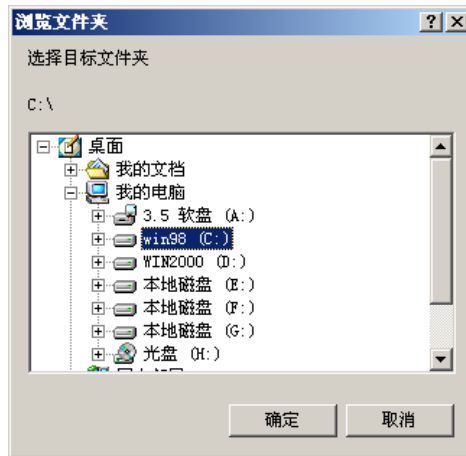 浏览文件夹
选择目标文件夹
C:\
桌面
我的文档
我的电脑
3.5 软盘 (A:)
win98 (C:)
WIN2000 (D:)
本地磁盘 (E:)
本地磁盘 (F:)
本地磁盘 (G:)
光盘 (H:)
确定 取消